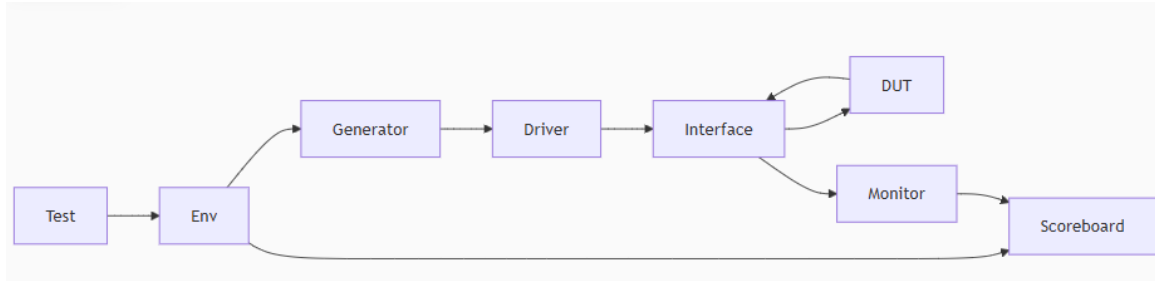 Test
Env
Generator
Driver
Interface
DUT
Monitor
Scoreboard